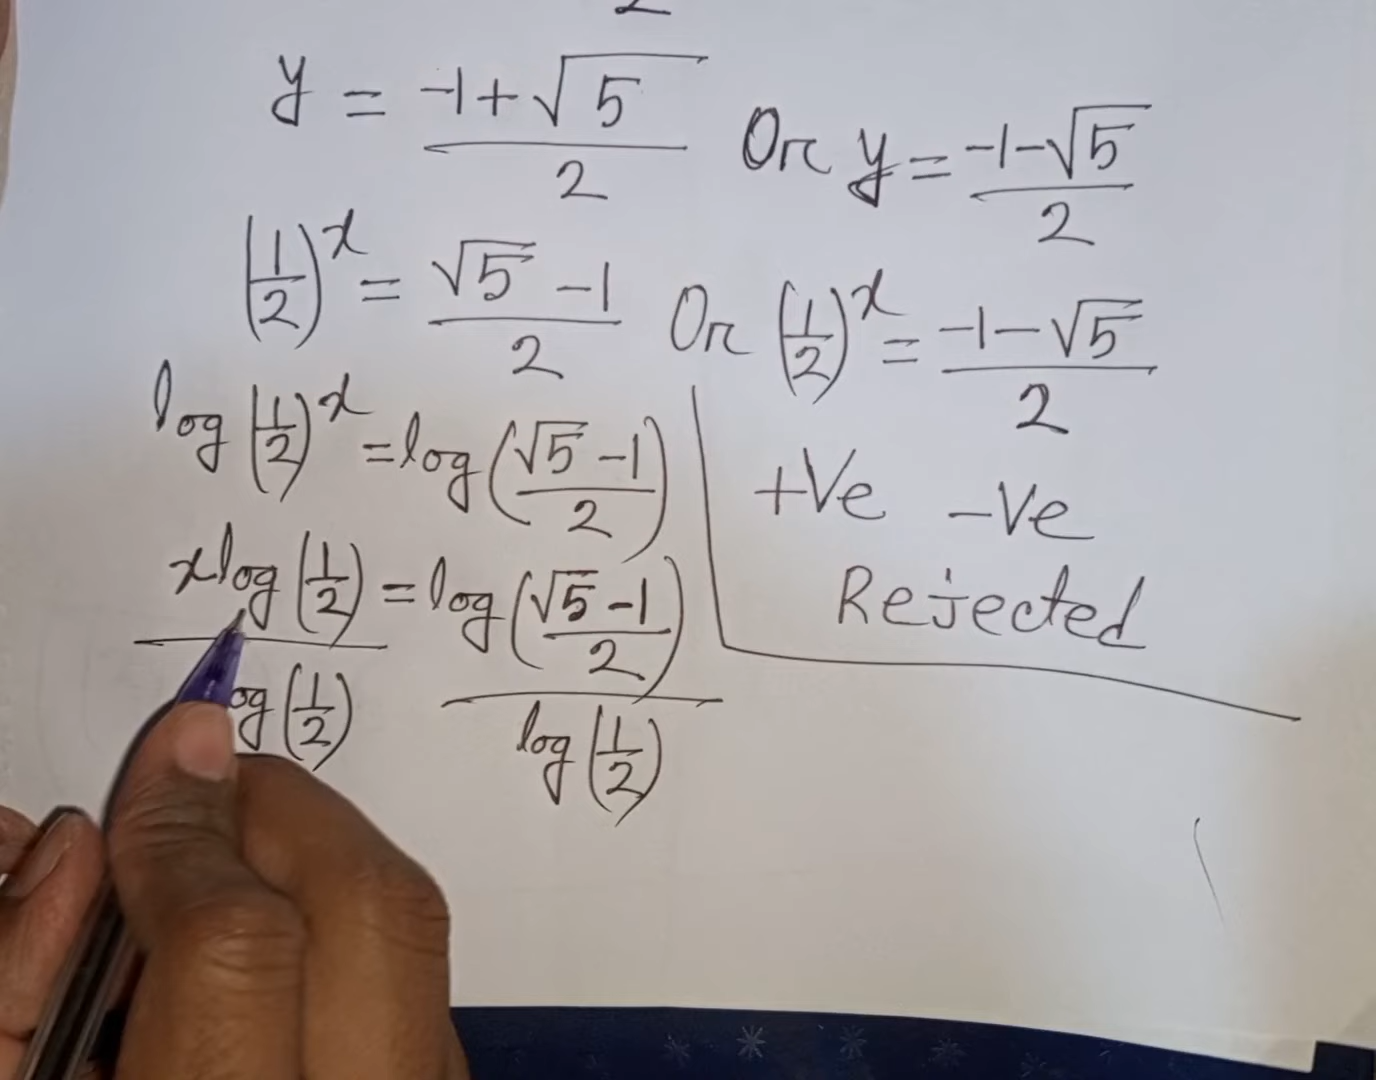 y = (-1+√5)/2 Or y = (-1-√5)/2
(1/2)^x = (√5 -1)/2 Or (1/2)^x = (-1-√5)/2
log(1/2)^x = log((√5 -1)/2)
+Ve -Ve
x log(1/2) = log((√5 -1)/2)
Rejected
log(1/2) log(1/2)